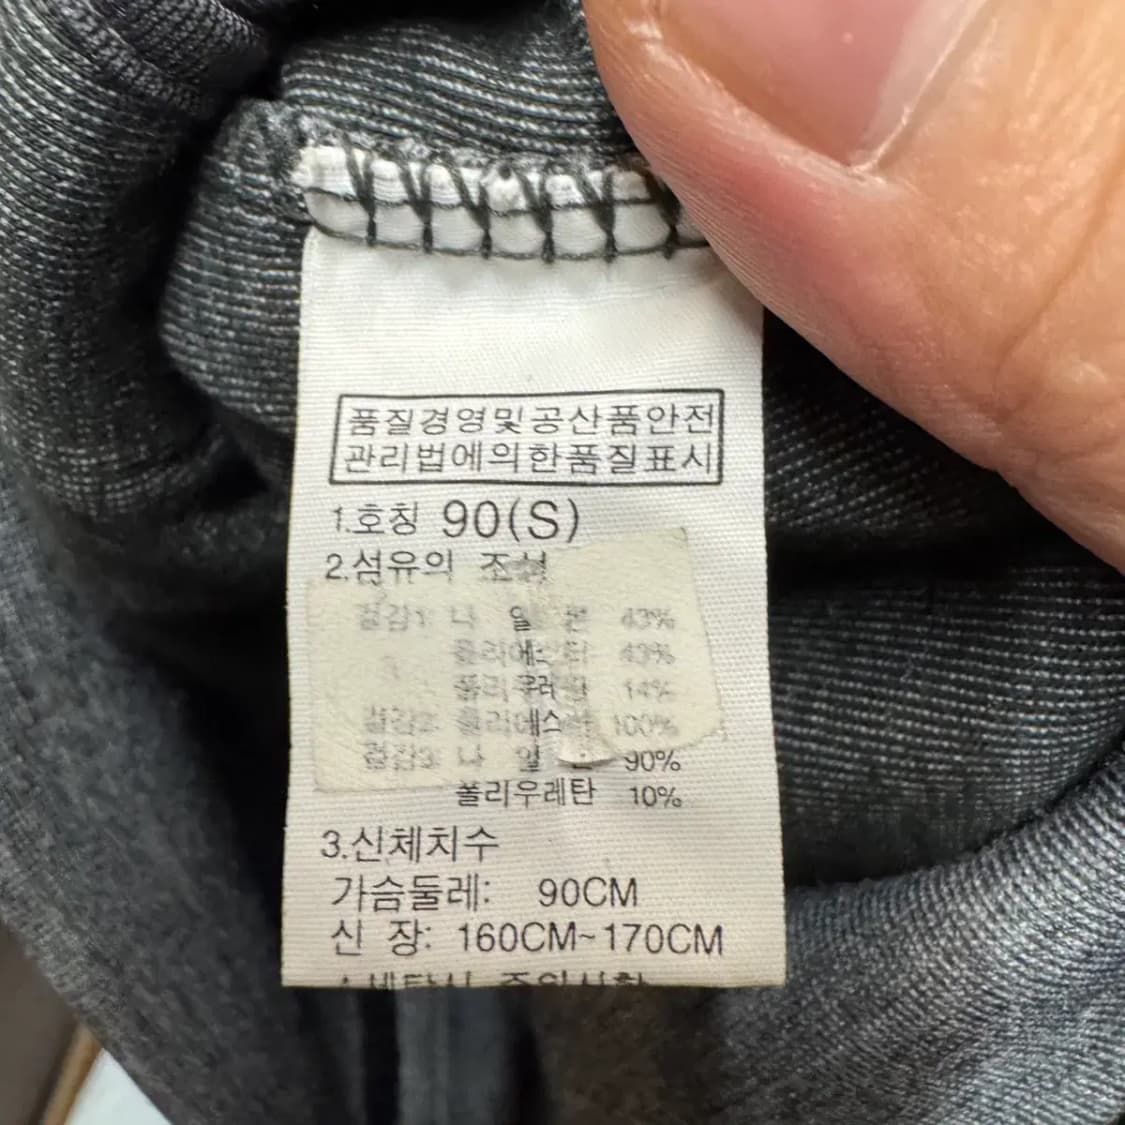 품질경영및공산품안전
관리법에의한품질표시
1.호칭 90(S)
2.섬유의 조성
겉감1: 나 일 론 43%
폴리에스터 43%
폴리우레탄 14%
겉감2: 폴리에스터 100%
겉감3: 나 일 론 90%
폴리우레탄 10%
3.신체치수
가슴둘레: 90CM
신 장: 160CM~170CM